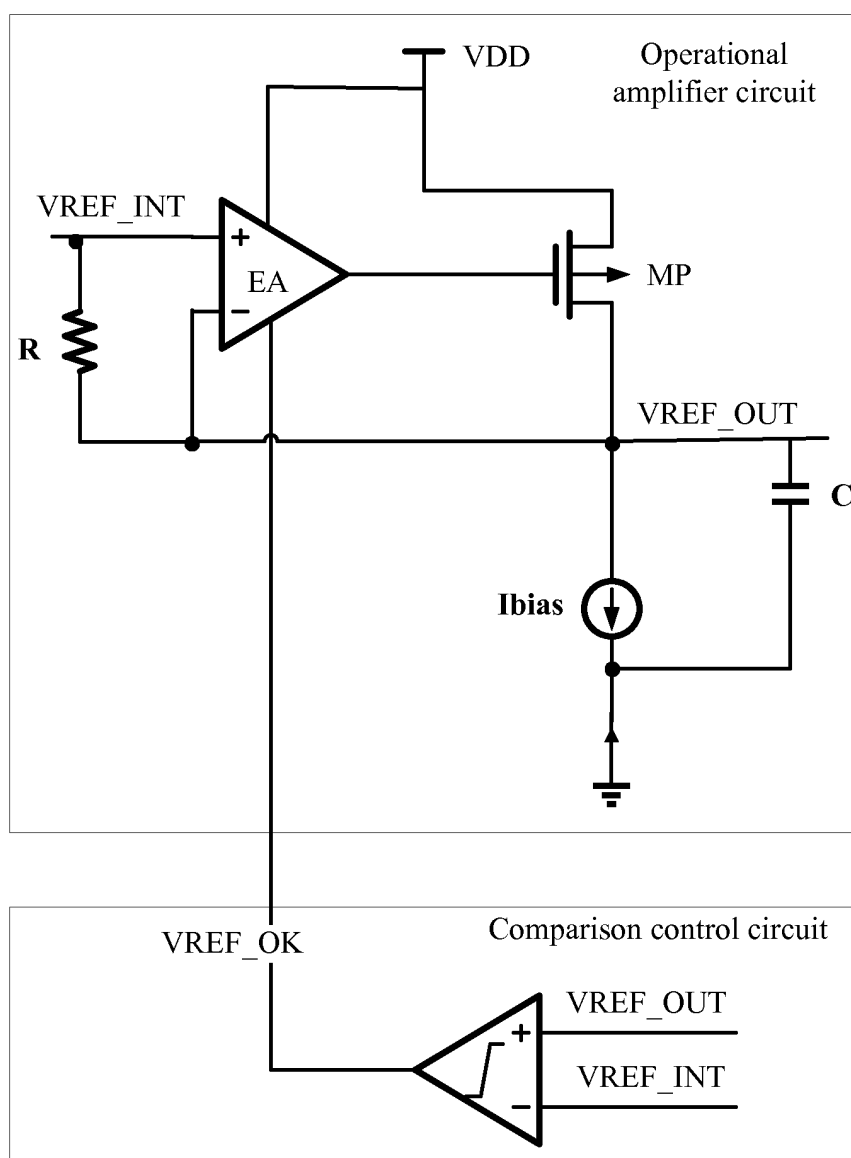 VDD
Operational
amplifier circuit
VREF_INT
+
EA
−
MP
R
VREF_OUT
C
Ibias
VREF_OK
Comparison control circuit
VREF_OUT
+
VREF_INT
−